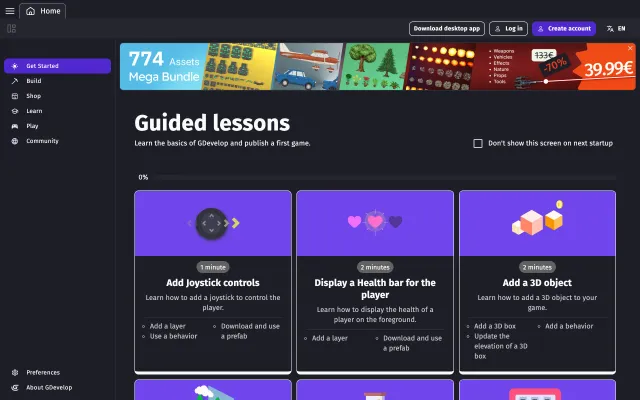 Home
Download desktop app
Log in
Create account
EN
Get Started
Build
Shop
Learn
Play
Community
Preferences
About GDevelop
774 Assets
Mega Bundle
Weapons
Vehicles
Effects
Nature
Props
Tools
133€
-70%
39.99€
Guided lessons
Learn the basics of GDevelop and publish a first game.
Don't show this screen on next startup
0%
1 minute
Add Joystick controls
Learn how to add a joystick to control the
player.
Add a layer
Use a behavior
Download and use
a prefab
2 minutes
Display a Health bar for the
player
Learn how to display the health of a
player on the foreground.
Add a layer
Download and use
a prefab
2 minutes
Add a 3D object
Learn how to add a 3D object to your
game.
Add a 3D box
Update the
elevation of a 3D
box
Add a behavior